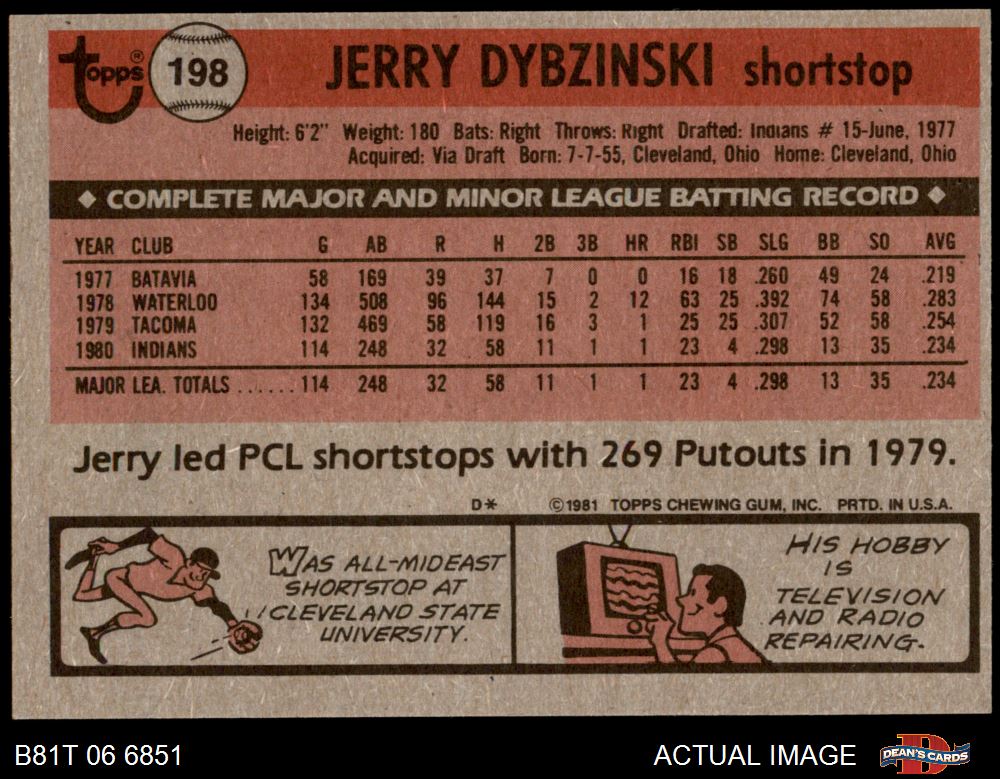 Topps® 198 JERRY DYBZINSKI shortstop
Height: 6'2" Weight: 180 Bats: Right Throws: Right Drafted: Indians # 15-June, 1977
Acquired: Via Draft Born: 7-7-55, Cleveland, Ohio Home: Cleveland, Ohio
◆ COMPLETE MAJOR AND MINOR LEAGUE BATTING RECORD ◆
YEAR CLUB G AB R H 2B 3B HR RBI SB SLG BB SO AVG
1977 BATAVIA 58 169 39 37 7 0 0 16 18 .260 49 24 .219
1978 WATERLOO 134 508 96 144 15 2 12 63 25 .392 74 58 .283
1979 TACOMA 132 469 58 119 16 3 1 25 25 .307 52 58 .254
1980 INDIANS 114 248 32 58 11 1 1 23 4 .298 13 35 .234
MAJOR LEA. TOTALS ...... 114 248 32 58 11 1 1 23 4 .298 13 35 .234
Jerry led PCL shortstops with 269 Putouts in 1979.
D* ©1981 TOPPS CHEWING GUM, INC. PRTD. IN U.S.A.
WAS ALL-MIDEAST
SHORTSTOP AT
CLEVELAND STATE
UNIVERSITY.
HIS HOBBY
IS
TELEVISION
AND RADIO
REPAIRING.
B81T 06 6851 ACTUAL IMAGE DEAN'S CARDS